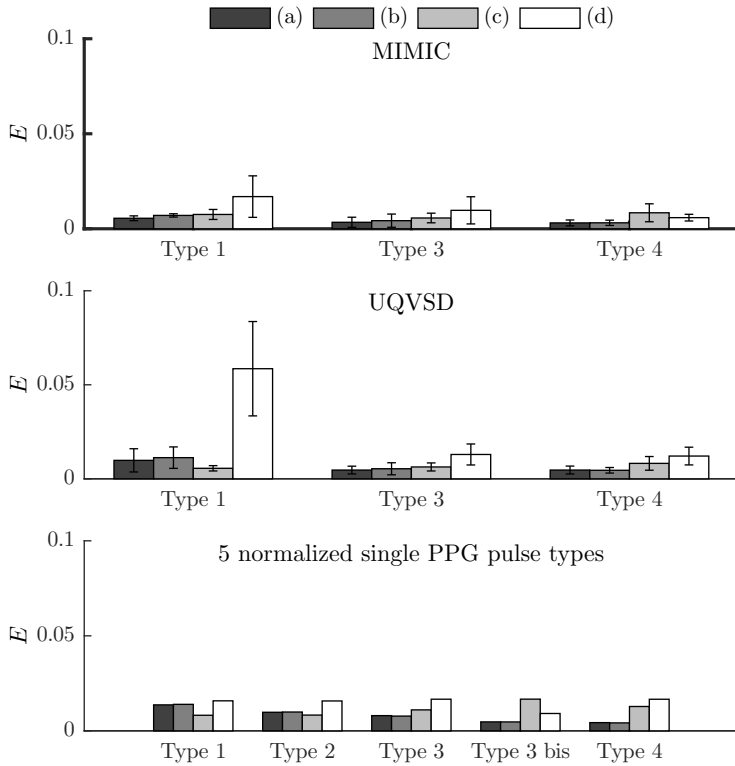 (a) (b) (c) (d)
MIMIC
0.1
0.05
0
E
Type 1 Type 3 Type 4
UQVSD
0.1
0.05
0
E
Type 1 Type 3 Type 4
5 normalized single PPG pulse types
0.1
0.05
0
E
Type 1 Type 2 Type 3 Type 3 bis Type 4